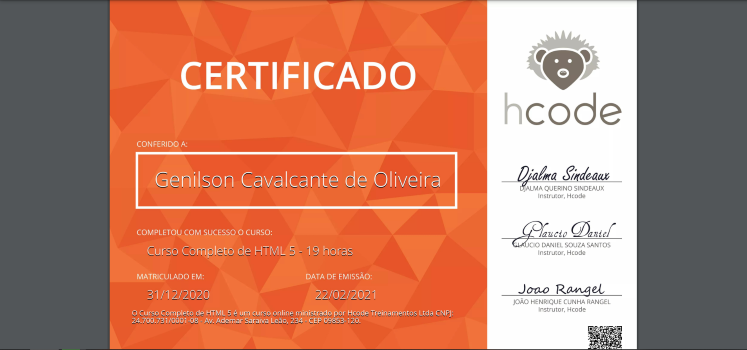 CERTIFICADO
CONFERIDO A:
Genilson Cavalcante de Oliveira
COMPLETOU COM SUCESSO O CURSO:
Curso Completo de HTML 5 - 19 horas
MATRICULADO EM:
DATA DE EMISSÃO:
31/12/2020
22/02/2021
O Curso Completo de HTML 5 é um curso online ministrado por Hcode Treinamentos Ltda CNPJ:
24.700.731/0001-08 - Av. Ademar Saraiva Leão, 234 - CEP 09853-120.
hcode
Djalma Sindeaux
DJALMA QUERINO SINDEAUX
Instrutor, Hcode
Glaucio Daniel
GLAUCIO DANIEL SOUZA SANTOS
Instrutor, Hcode
Joao Rangel
JOÃO HENRIQUE CUNHA RANGEL
Instrutor, Hcode